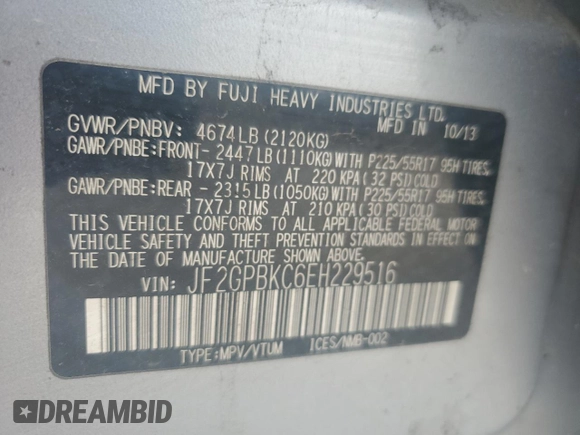 MFD BY FUJI HEAVY INDUSTRIES LTD.
MFD IN 10/13
GVWR/PNBV: 4674LB(2120KG)
GAWR/PNBE:FRONT- 2447LB(1110KG)WITH P225/55R17 95H TIRES,
17X7J RIMS AT 220 KPA(32 PSI)COLD
GAWR/PNBE:REAR - 2315LB(1050KG)WITH P225/55R17 95H TIRES,
17X7J RIMS AT 210 KPA(30 PSI)COLD
THIS VEHICLE CONFORMS TO ALL APPLICABLE FEDERAL MOTOR
VEHICLE SAFETY AND THEFT PREVENTION STANDARDS IN EFFECT ON
THE DATE OF MANUFACTURE SHOWN ABOVE.
VIN: JF2GPBKC6EH229516
TYPE:MPV/VTUM ICES/NMB-002
DREAMBID